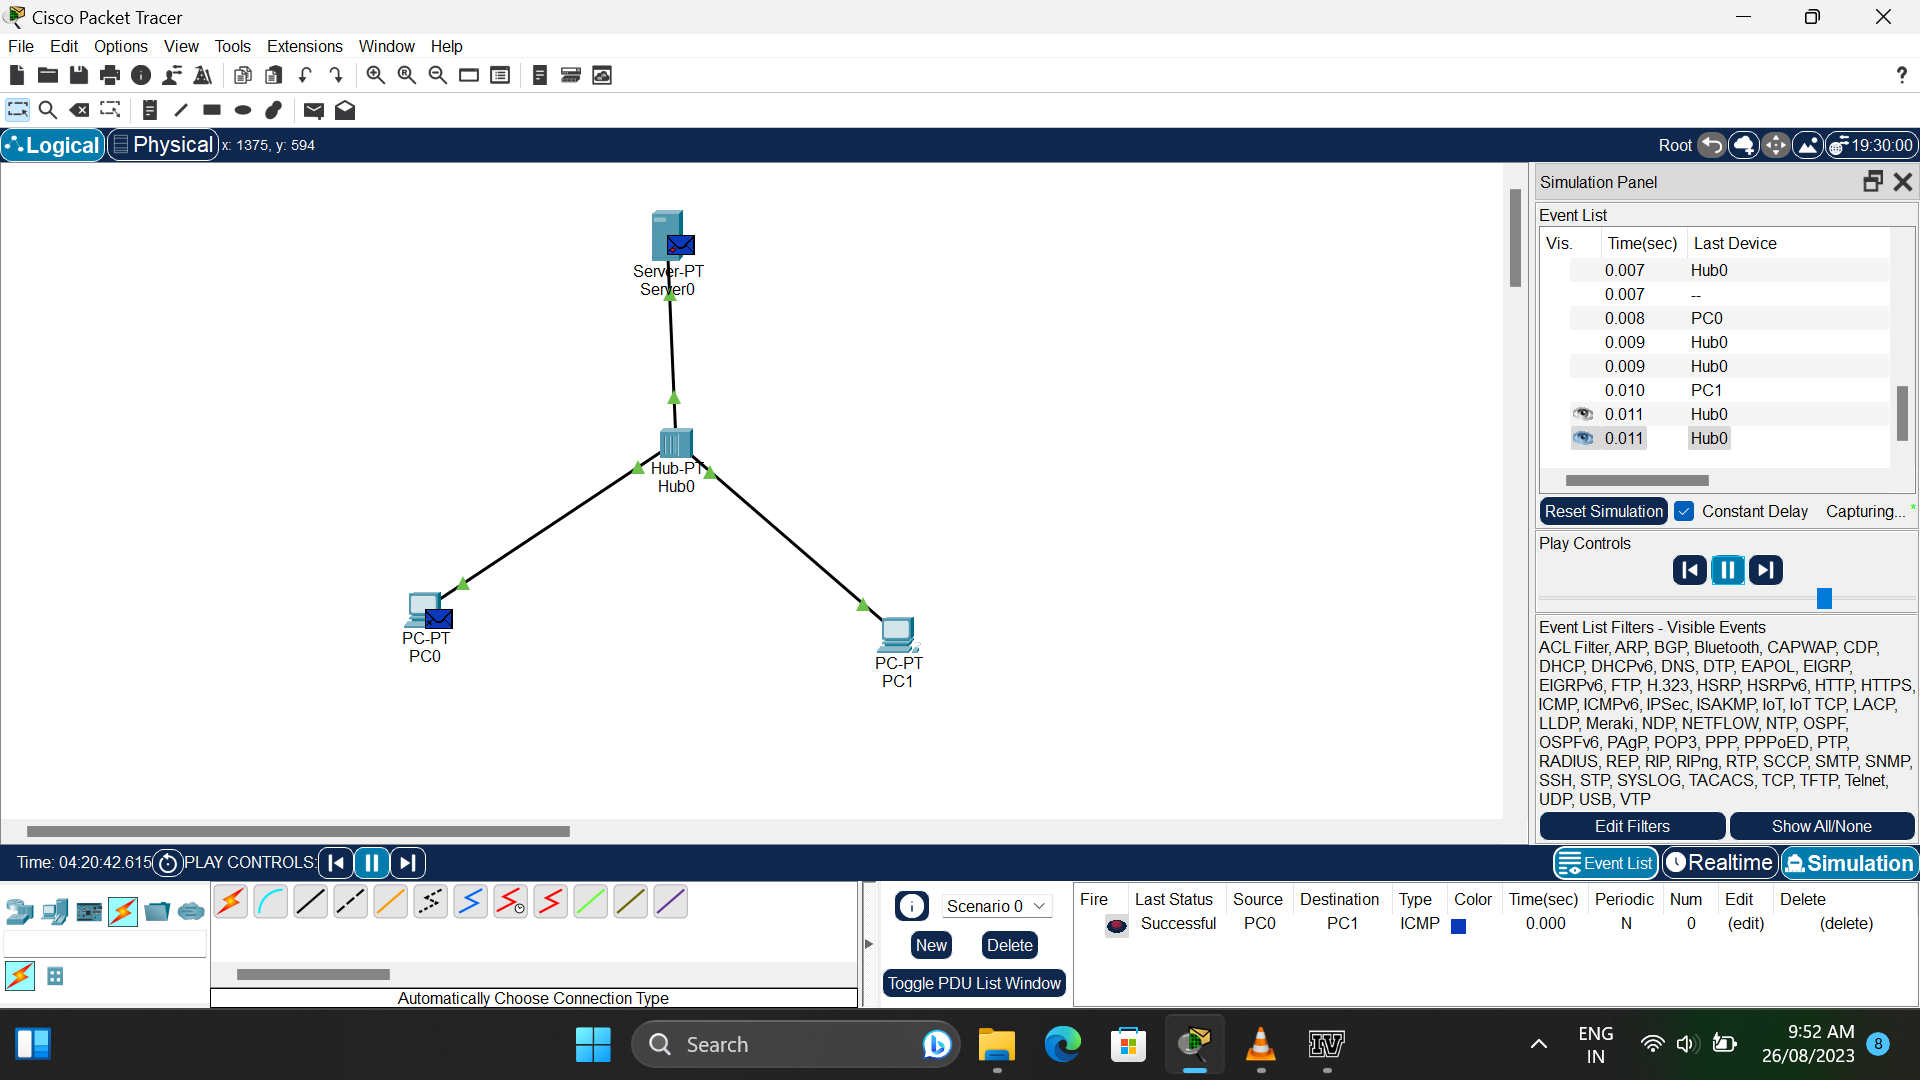 Cisco Packet Tracer
File Edit Options View Tools Extensions Window Help
?
Logical Physical x: 1375, y: 594 Root 19:30:00
Server-PT
Server0
Hub-PT
Hub0
PC-PT
PC0
PC-PT
PC1
Simulation Panel
Event List
Vis. Time(sec) Last Device
0.007 Hub0
0.007 --
0.008 PC0
0.009 Hub0
0.009 Hub0
0.010 PC1
0.011 Hub0
0.011 Hub0
Reset Simulation Constant Delay Capturing... *
Play Controls
Event List Filters - Visible Events
ACL Filter, ARP, BGP, Bluetooth, CAPWAP, CDP,
DHCP, DHCPv6, DNS, DTP, EAPOL, EIGRP,
EIGRPv6, FTP, H.323, HSRP, HSRPv6, HTTP, HTTPS,
ICMP, ICMPv6, IPSec, ISAKMP, IoT, IoT TCP, LACP,
LLDP, Meraki, NDP, NETFLOW, NTP, OSPF,
OSPFv6, PAgP, POP3, PPP, PPPoED, PTP,
RADIUS, REP, RIP, RIPng, RTP, SCCP, SMTP, SNMP,
SSH, STP, SYSLOG, TACACS, TCP, TFTP, Telnet,
UDP, USB, VTP
Edit Filters Show All/None
Time: 04:20:42.615 PLAY CONTROLS: Event List Realtime Simulation
Automatically Choose Connection Type
Scenario 0
New Delete
Toggle PDU List Window
Fire Last Status Source Destination Type Color Time(sec) Periodic Num Edit Delete
Successful PC0 PC1 ICMP 0.000 N 0 (edit) (delete)
Search
IV
ENG
IN
9:52 AM
26/08/2023
8